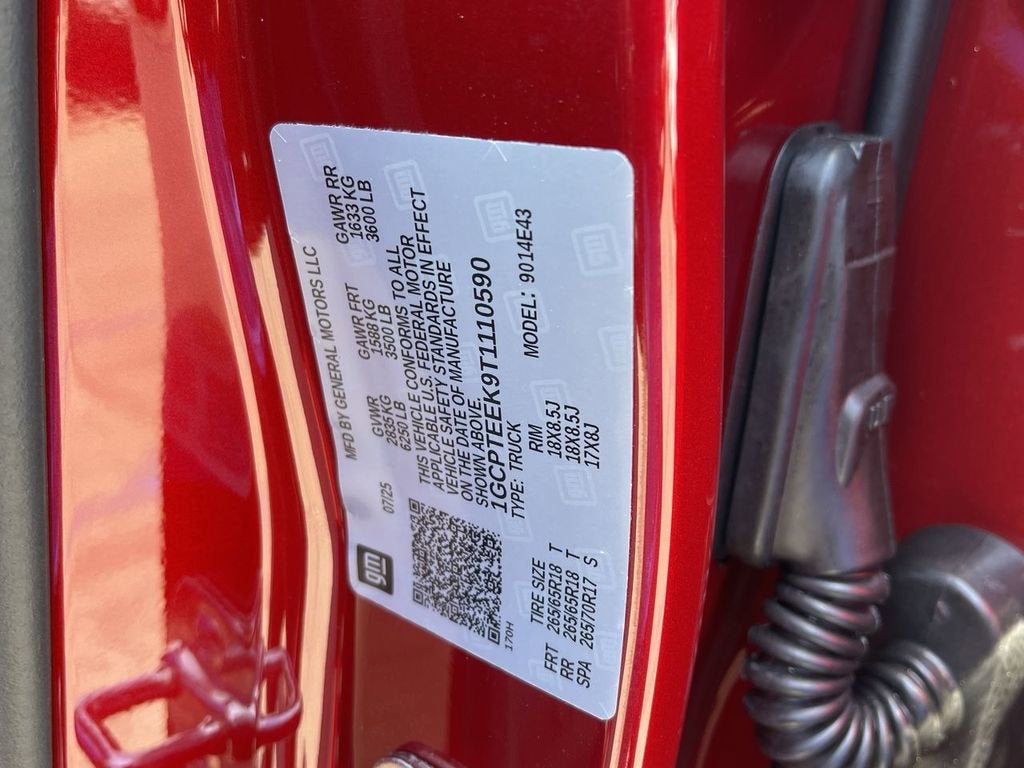 MFD BY GENERAL MOTORS LLC
07/25 GVWR GAWR FRT GAWR RR
2835 KG 1588 KG 1633 KG
6250 LB 3500 LB 3600 LB
THIS VEHICLE CONFORMS TO ALL
APPLICABLE U.S. FEDERAL MOTOR
VEHICLE SAFETY STANDARDS IN EFFECT
ON THE DATE OF MANUFACTURE
SHOWN ABOVE.
1GCPTEEK9T1110590
TYPE: TRUCK MODEL: 9014E43
gm
170H
TIRE SIZE RIM
FRT 265/65R18 T 18X8.5J
RR 265/65R18 T 18X8.5J
SPA 265/70R17 S 17X8J